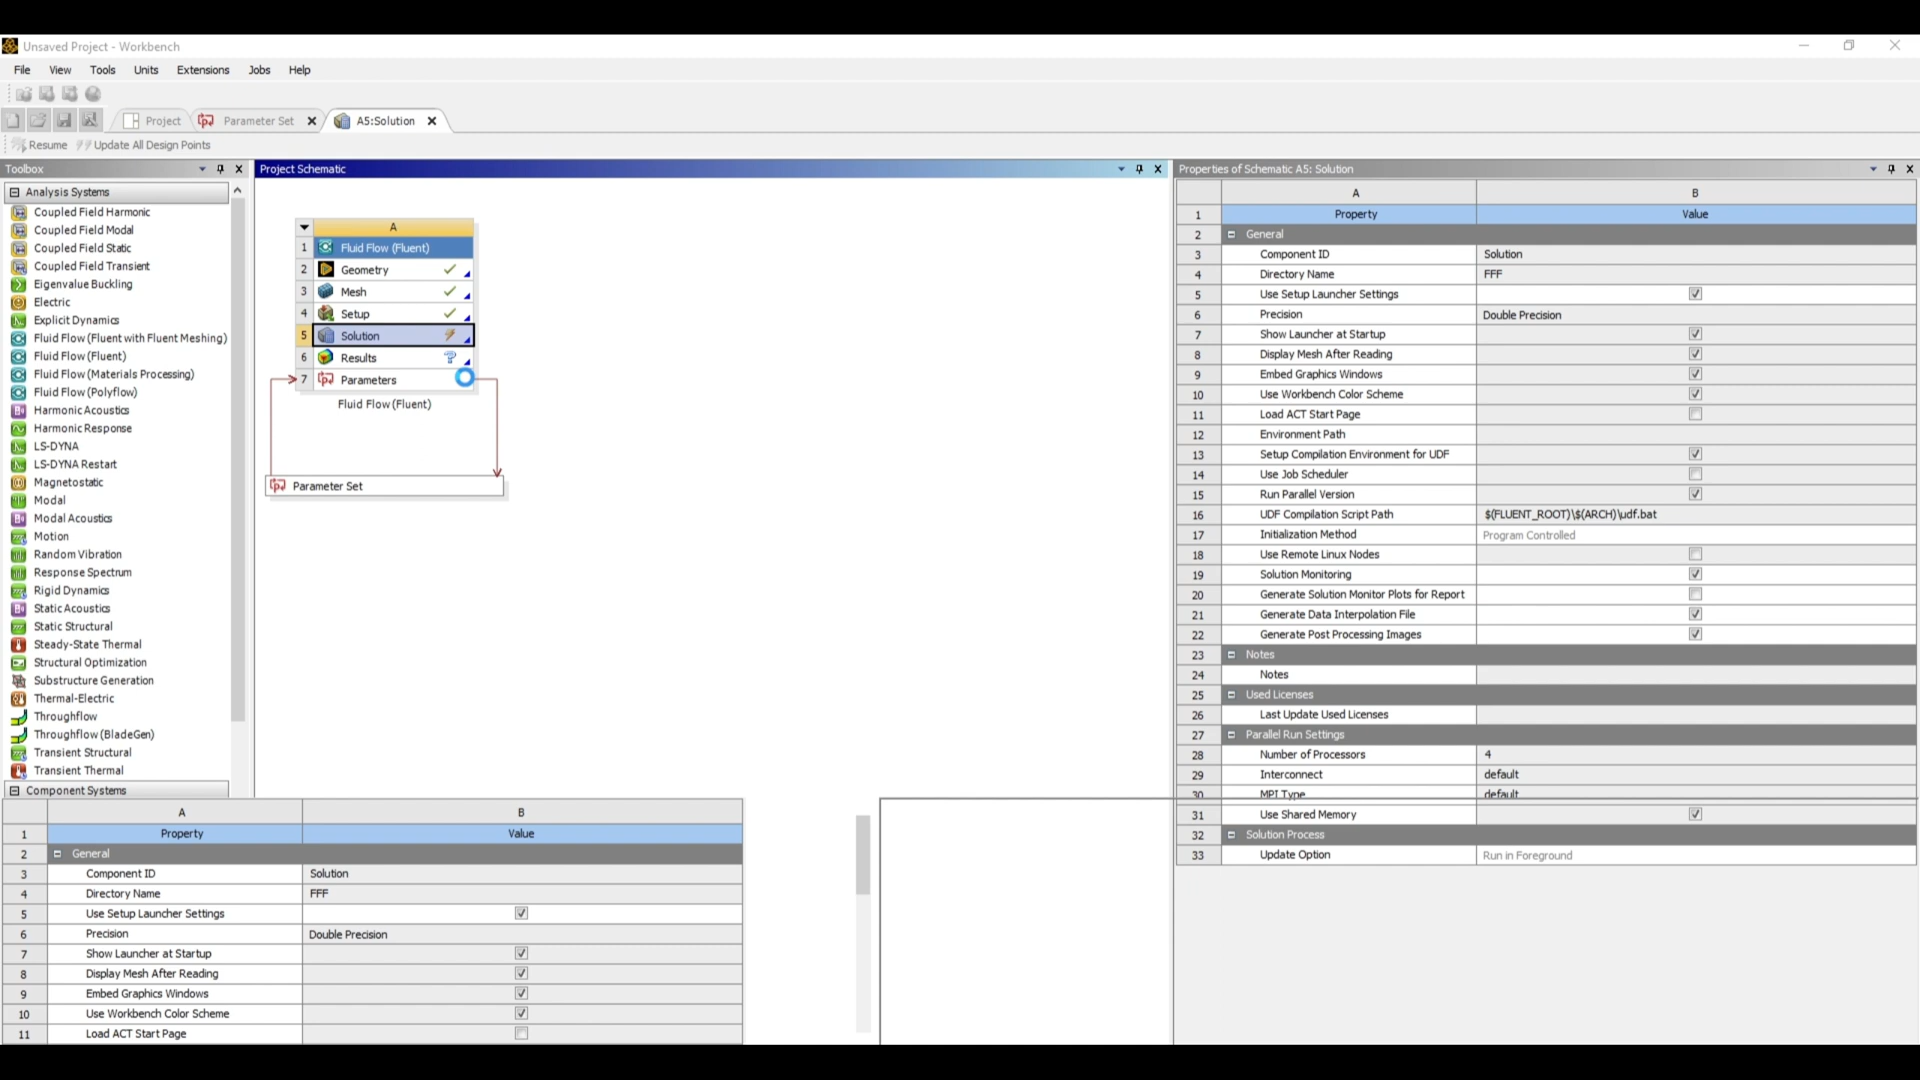 Unsaved Project - Workbench
File View Tools Units Extensions Jobs Help
Project Parameter Set A5:Solution
Resume Update All Design Points
Toolbox
Analysis Systems
Coupled Field Harmonic
Coupled Field Modal
Coupled Field Static
Coupled Field Transient
Eigenvalue Buckling
Electric
Explicit Dynamics
Fluid Flow (Fluent with Fluent Meshing)
Fluid Flow (Fluent)
Fluid Flow (Materials Processing)
Fluid Flow (Polyflow)
Harmonic Acoustics
Harmonic Response
LS-DYNA
LS-DYNA Restart
Magnetostatic
Modal
Modal Acoustics
Motion
Random Vibration
Response Spectrum
Rigid Dynamics
Static Acoustics
Static Structural
Steady-State Thermal
Structural Optimization
Substructure Generation
Thermal-Electric
Throughflow
Throughflow (BladeGen)
Transient Structural
Transient Thermal
Component Systems
Project Schematic
A
1 Fluid Flow (Fluent)
2 Geometry
3 Mesh
4 Setup
5 Solution
6 Results ?
7 Parameters
Fluid Flow (Fluent)
Parameter Set
Properties of Schematic A5: Solution
A B
1 Property Value
2 General
3 Component ID Solution
4 Directory Name FFF
5 Use Setup Launcher Settings
6 Precision Double Precision
7 Show Launcher at Startup
8 Display Mesh After Reading
9 Embed Graphics Windows
10 Use Workbench Color Scheme
11 Load ACT Start Page
12 Environment Path
13 Setup Compilation Environment for UDF
14 Use Job Scheduler
15 Run Parallel Version
16 UDF Compilation Script Path $(FLUENT_ROOT)\$(ARCH)\udf.bat
17 Initialization Method Program Controlled
18 Use Remote Linux Nodes
19 Solution Monitoring
20 Generate Solution Monitor Plots for Report
21 Generate Data Interpolation File
22 Generate Post Processing Images
23 Notes
24 Notes
25 Used Licenses
26 Last Update Used Licenses
27 Parallel Run Settings
28 Number of Processors 4
29 Interconnect default
30 MPI Type default
31 Use Shared Memory
32 Solution Process
33 Update Option Run in Foreground
A B
1 Property Value
2 General
3 Component ID Solution
4 Directory Name FFF
5 Use Setup Launcher Settings
6 Precision Double Precision
7 Show Launcher at Startup
8 Display Mesh After Reading
9 Embed Graphics Windows
10 Use Workbench Color Scheme
11 Load ACT Start Page